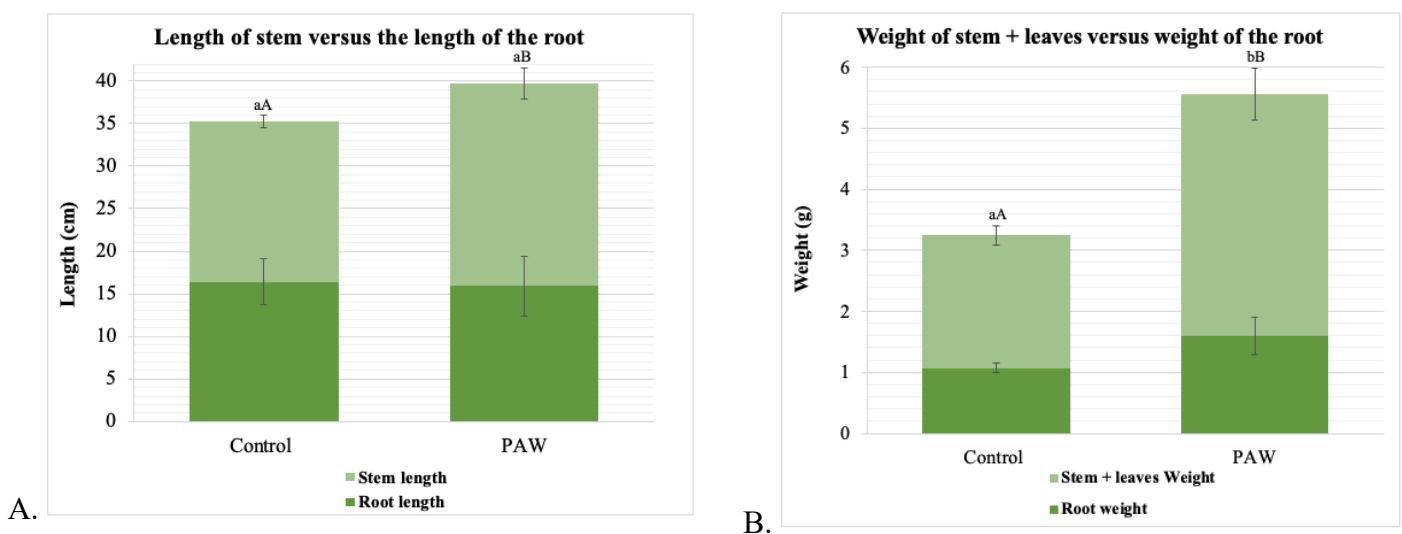 Length of stem versus the length of the root
aB
40
aA
35
30
25
20
15
10
5
0
Length (cm)
Control PAW
Stem length
Root length
A.
Weight of stem + leaves versus weight of the root
bB
6
5
4
aA
3
2
1
0
Weight (g)
Control PAW
Stem + leaves Weight
Root weight
B.